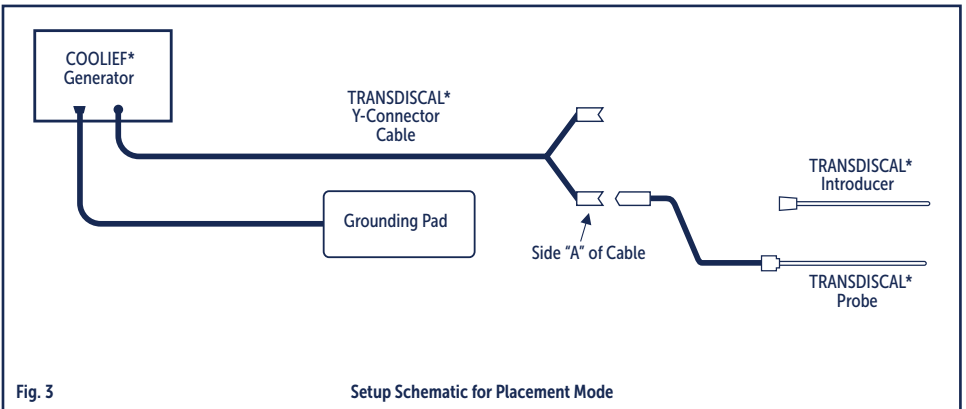 COOLIEF*
Generator
TRANSDISCAL*
Y-Connector
Cable
TRANSDISCAL*
Introducer
Grounding Pad
Side “A” of Cable
TRANSDISCAL*
Probe
Fig. 3
Setup Schematic for Placement Mode